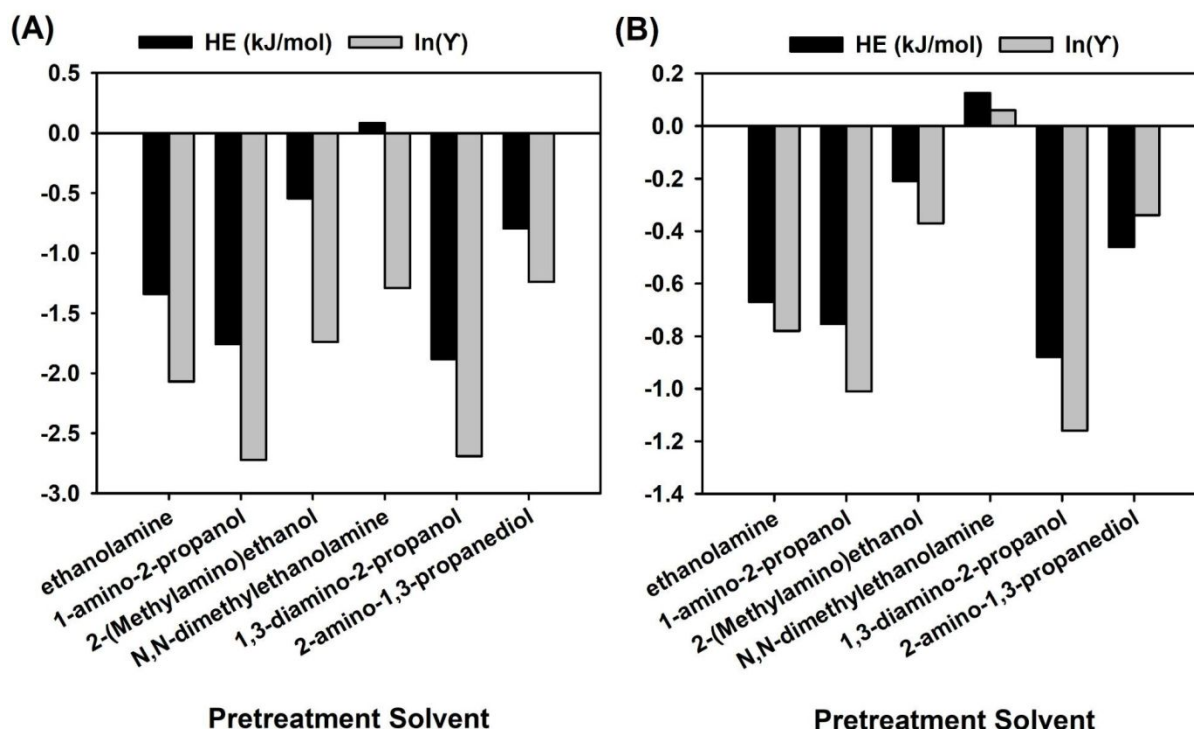 (A)
HE (kJ/mol) ln(ϒ)
0.5
0.0
-0.5
-1.0
-1.5
-2.0
-2.5
-3.0
ethanolamine
1-amino-2-propanol
2-(Methylamino)ethanol
N,N-dimethylethanolamine
1,3-diamino-2-propanol
2-amino-1,3-propanediol
Pretreatment Solvent
(B)
HE (kJ/mol) ln(ϒ)
0.2
0.0
-0.2
-0.4
-0.6
-0.8
-1.0
-1.2
-1.4
ethanolamine
1-amino-2-propanol
2-(Methylamino)ethanol
N,N-dimethylethanolamine
1,3-diamino-2-propanol
2-amino-1,3-propanediol
Pretreatment Solvent